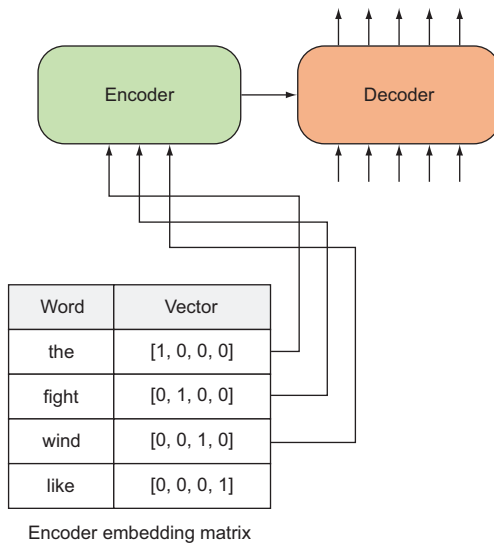 Encoder
Decoder
Word Vector
the [1, 0, 0, 0]
fight [0, 1, 0, 0]
wind [0, 0, 1, 0]
like [0, 0, 0, 1]
Encoder embedding matrix